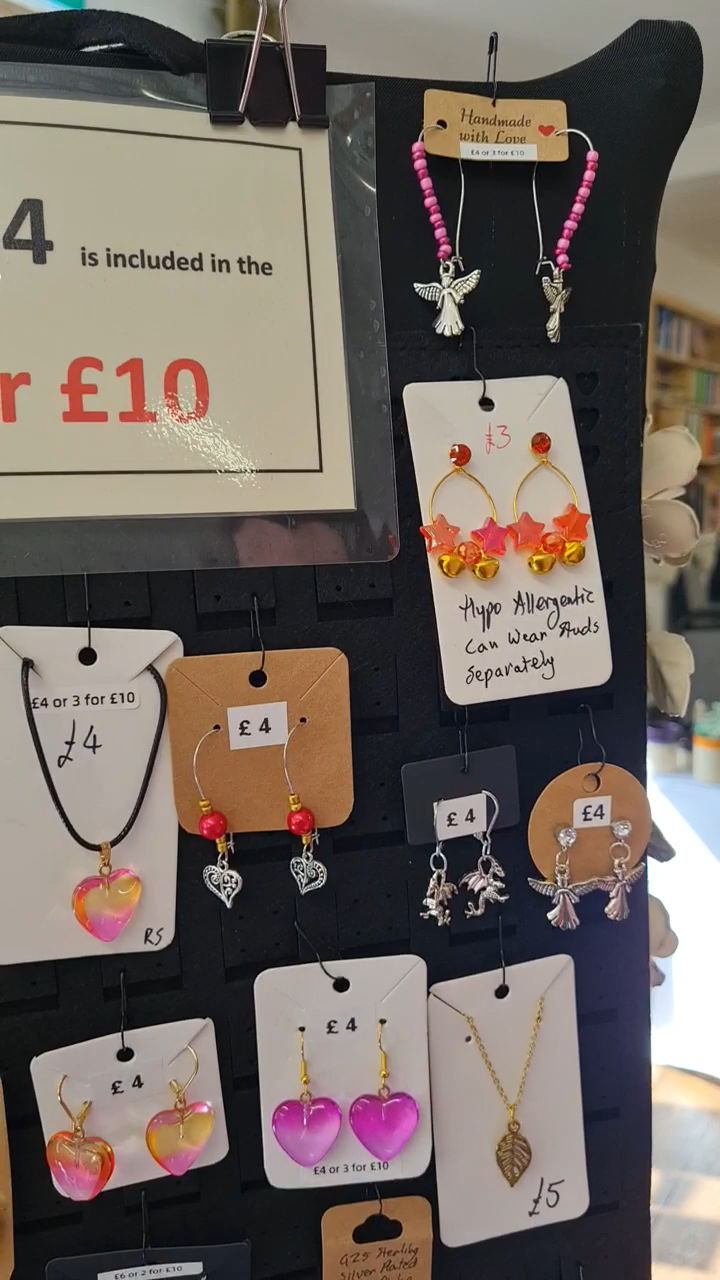 4 is included in the
r £10
Handmade
with Love
£4 or 3 for £10
£3
Hypo Allergentic
Can Wear Studs
Separately
£4 or 3 for £10
£4
RS
£ 4
£ 4
£4
£ 4
£ 4
£4 or 3 for £10
£5
£6 or 2 for £10
925 Sterling
Silver Plated